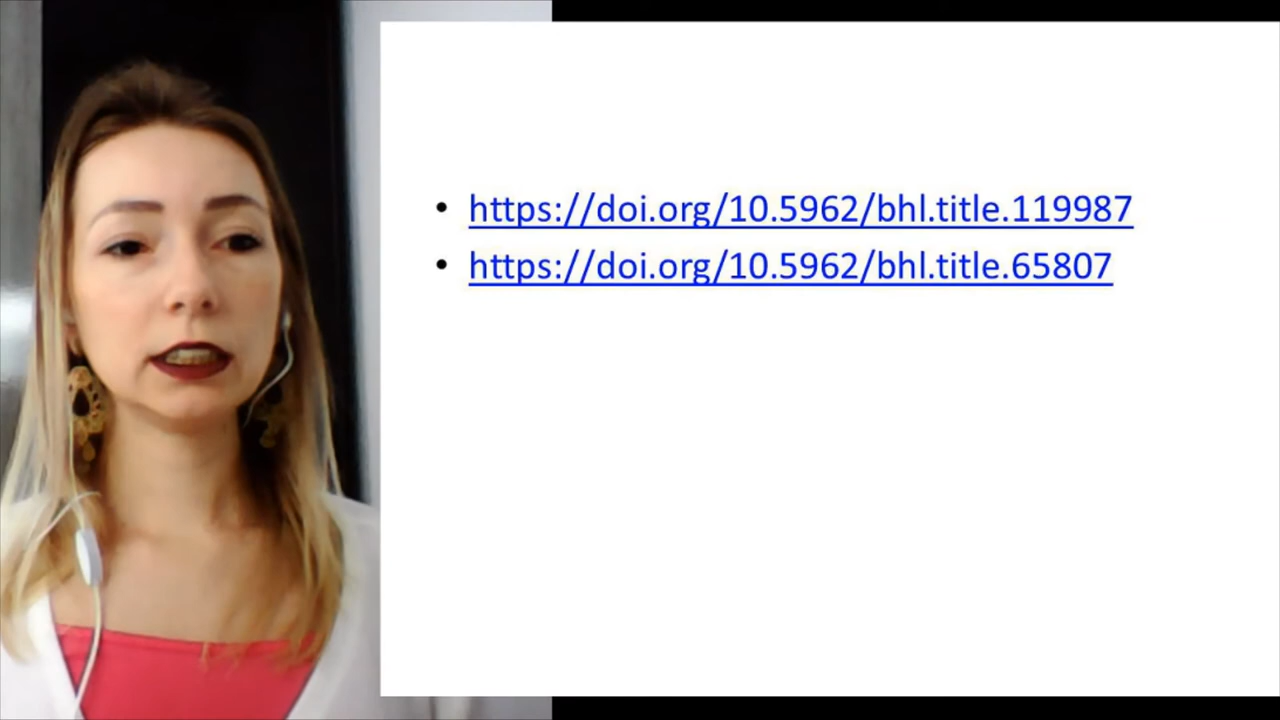 • https://doi.org/10.5962/bhl.title.119987
• https://doi.org/10.5962/bhl.title.65807